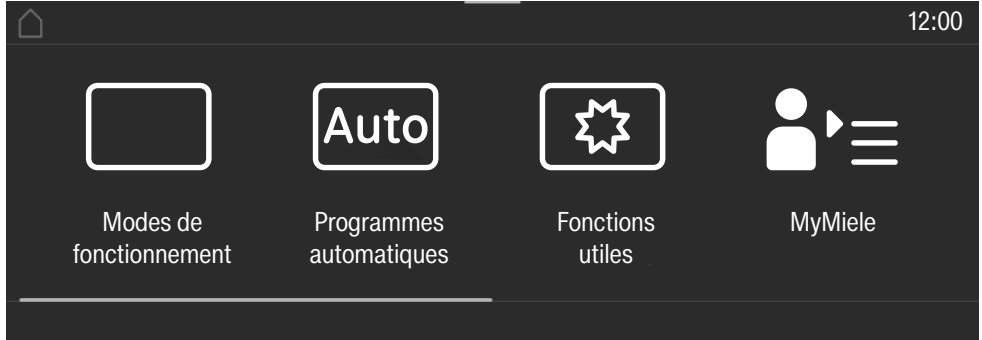 12:00
Auto
Modes de
fonctionnement
Programmes
automatiques
Fonctions
utiles
MyMiele